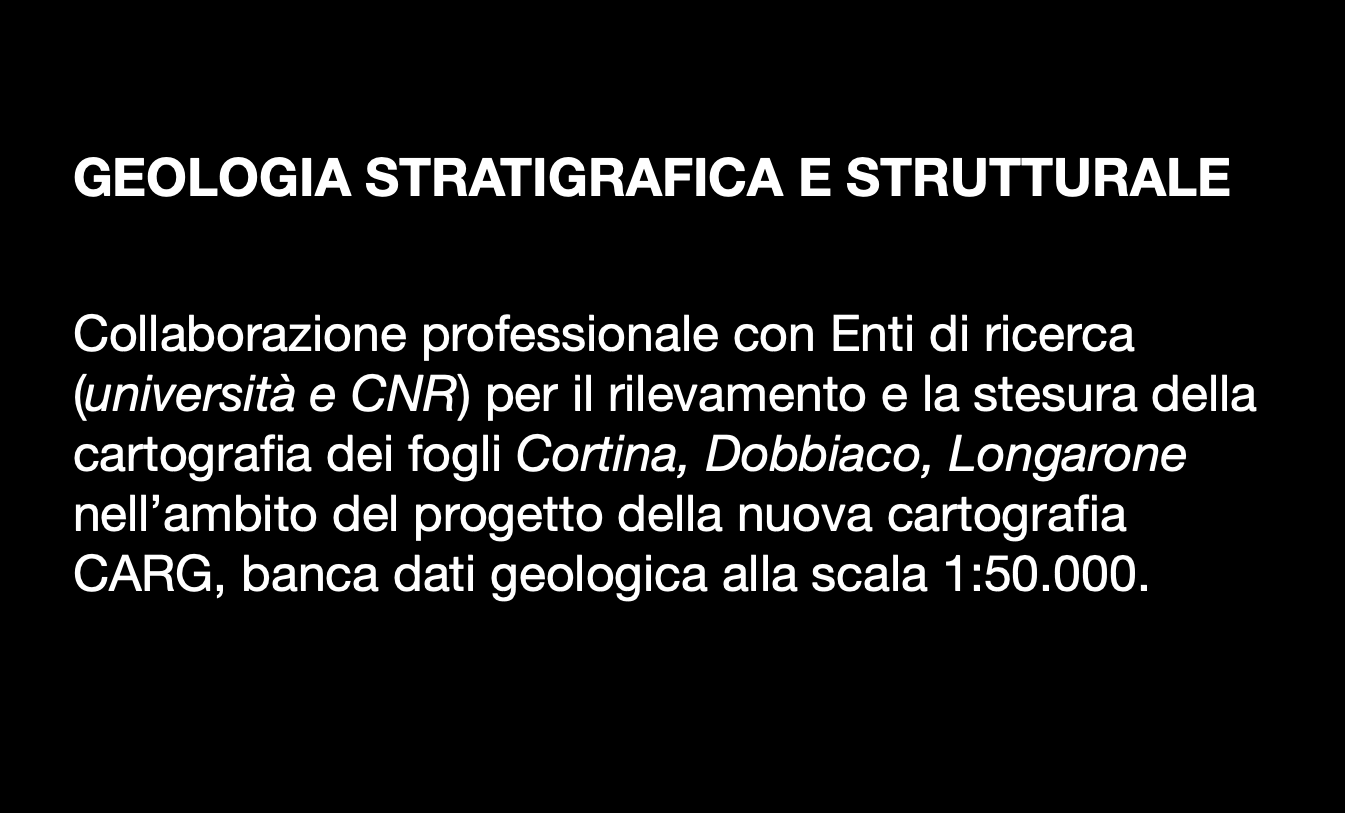 GEOLOGIA STRATIGRAFICA E STRUTTURALE
Collaborazione professionale con Enti di ricerca
(università e CNR) per il rilevamento e la stesura della
cartografia dei fogli Cortina, Dobbiaco, Longarone
nell’ambito del progetto della nuova cartografia
CARG, banca dati geologica alla scala 1:50.000.